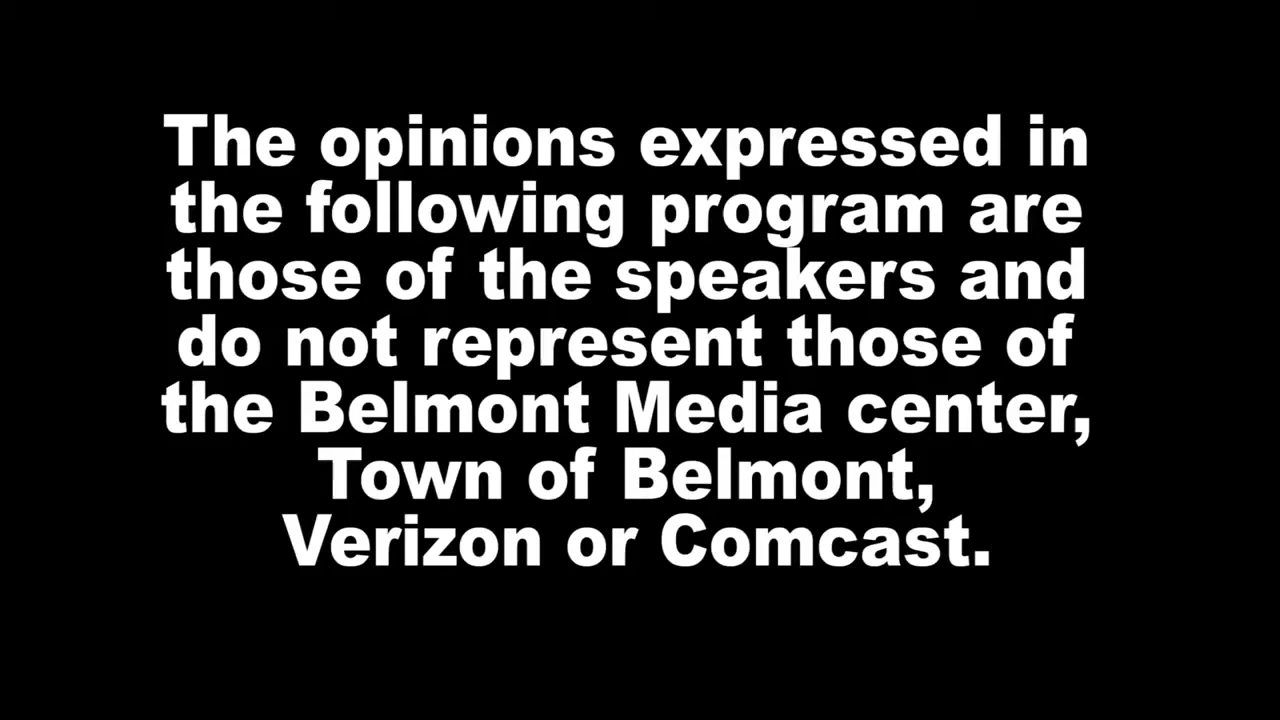 The opinions expressed in
the following program are
those of the speakers and
do not represent those of
the Belmont Media center,
Town of Belmont,
Verizon or Comcast.